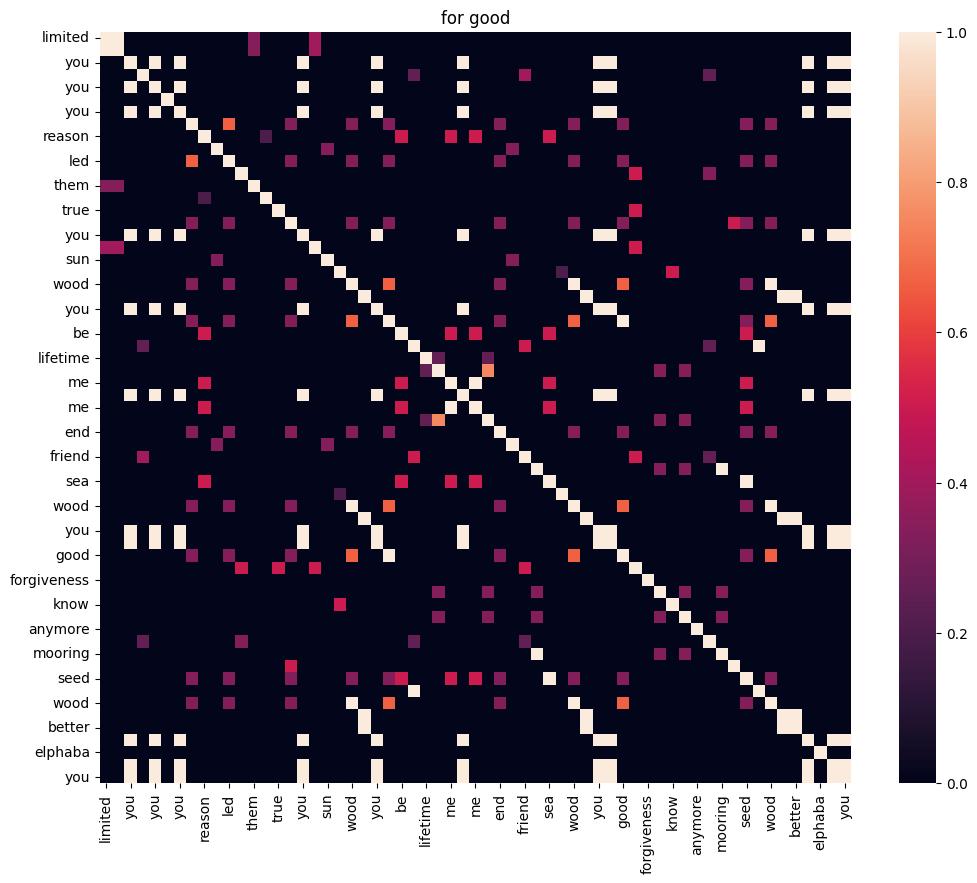 for good
limited
you
you
you
reason
led
them
true
you
sun
wood
you
be
lifetime
me
me
end
friend
sea
wood
you
good
forgiveness
know
anymore
mooring
seed
wood
better
elphaba
you
1.0
0.8
0.6
0.4
0.2
0.0
limited
you
you
you
reason
led
them
true
you
sun
wood
you
be
lifetime
me
me
end
friend
sea
wood
you
good
forgiveness
know
anymore
mooring
seed
wood
better
elphaba
you